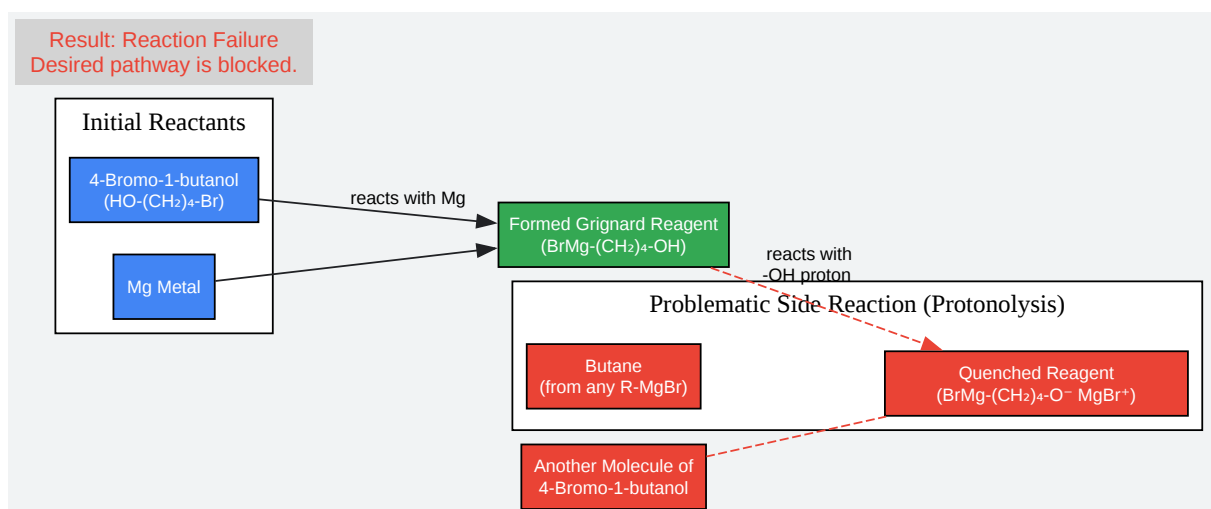 Result: Reaction Failure
Desired pathway is blocked.
Initial Reactants
4-Bromo-1-butanol
(HO-(CH₂)₄-Br)
Mg Metal
reacts with Mg
Formed Grignard Reagent
(BrMg-(CH₂)₄-OH)
reacts with
-OH proton
Problematic Side Reaction (Protonolysis)
Butane
(from any R-MgBr)
Quenched Reagent
(BrMg-(CH₂)₄-O⁻ MgBr⁺)
Another Molecule of
4-Bromo-1-butanol